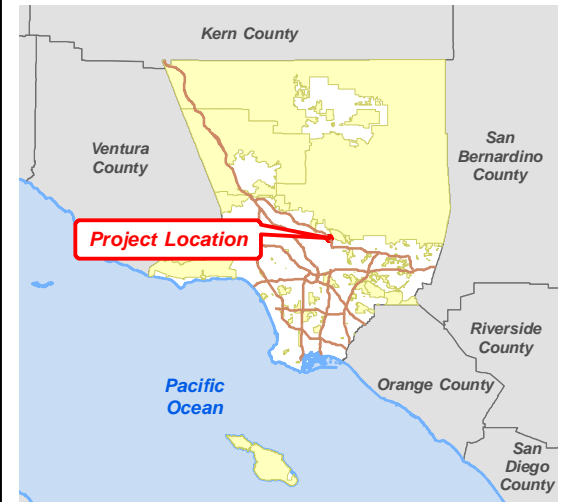 Kern County
Ventura
County
San
Bernardino
County
Project Location
Riverside
County
Pacific
Ocean
Orange County
San
Diego
County